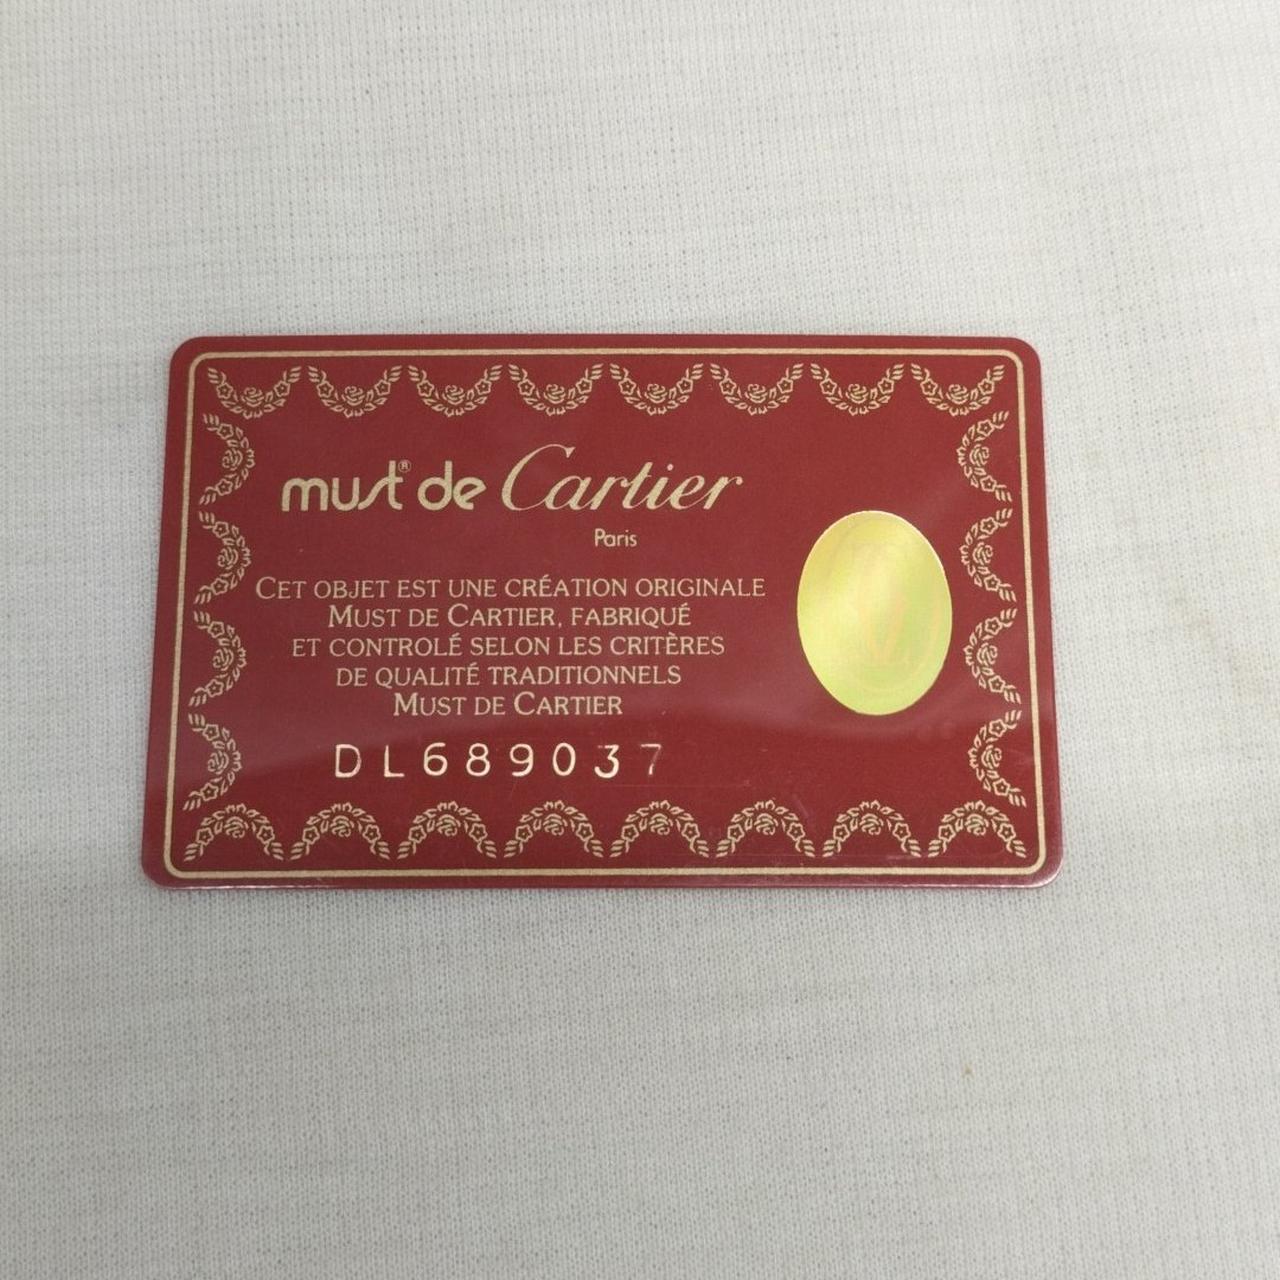 must® de Cartier
Paris
CET OBJET EST UNE CRÉATION ORIGINALE
MUST DE CARTIER, FABRIQUÉ
ET CONTROLÉ SELON LES CRITÈRES
DE QUALITÉ TRADITIONNELS
MUST DE CARTIER
DL689037